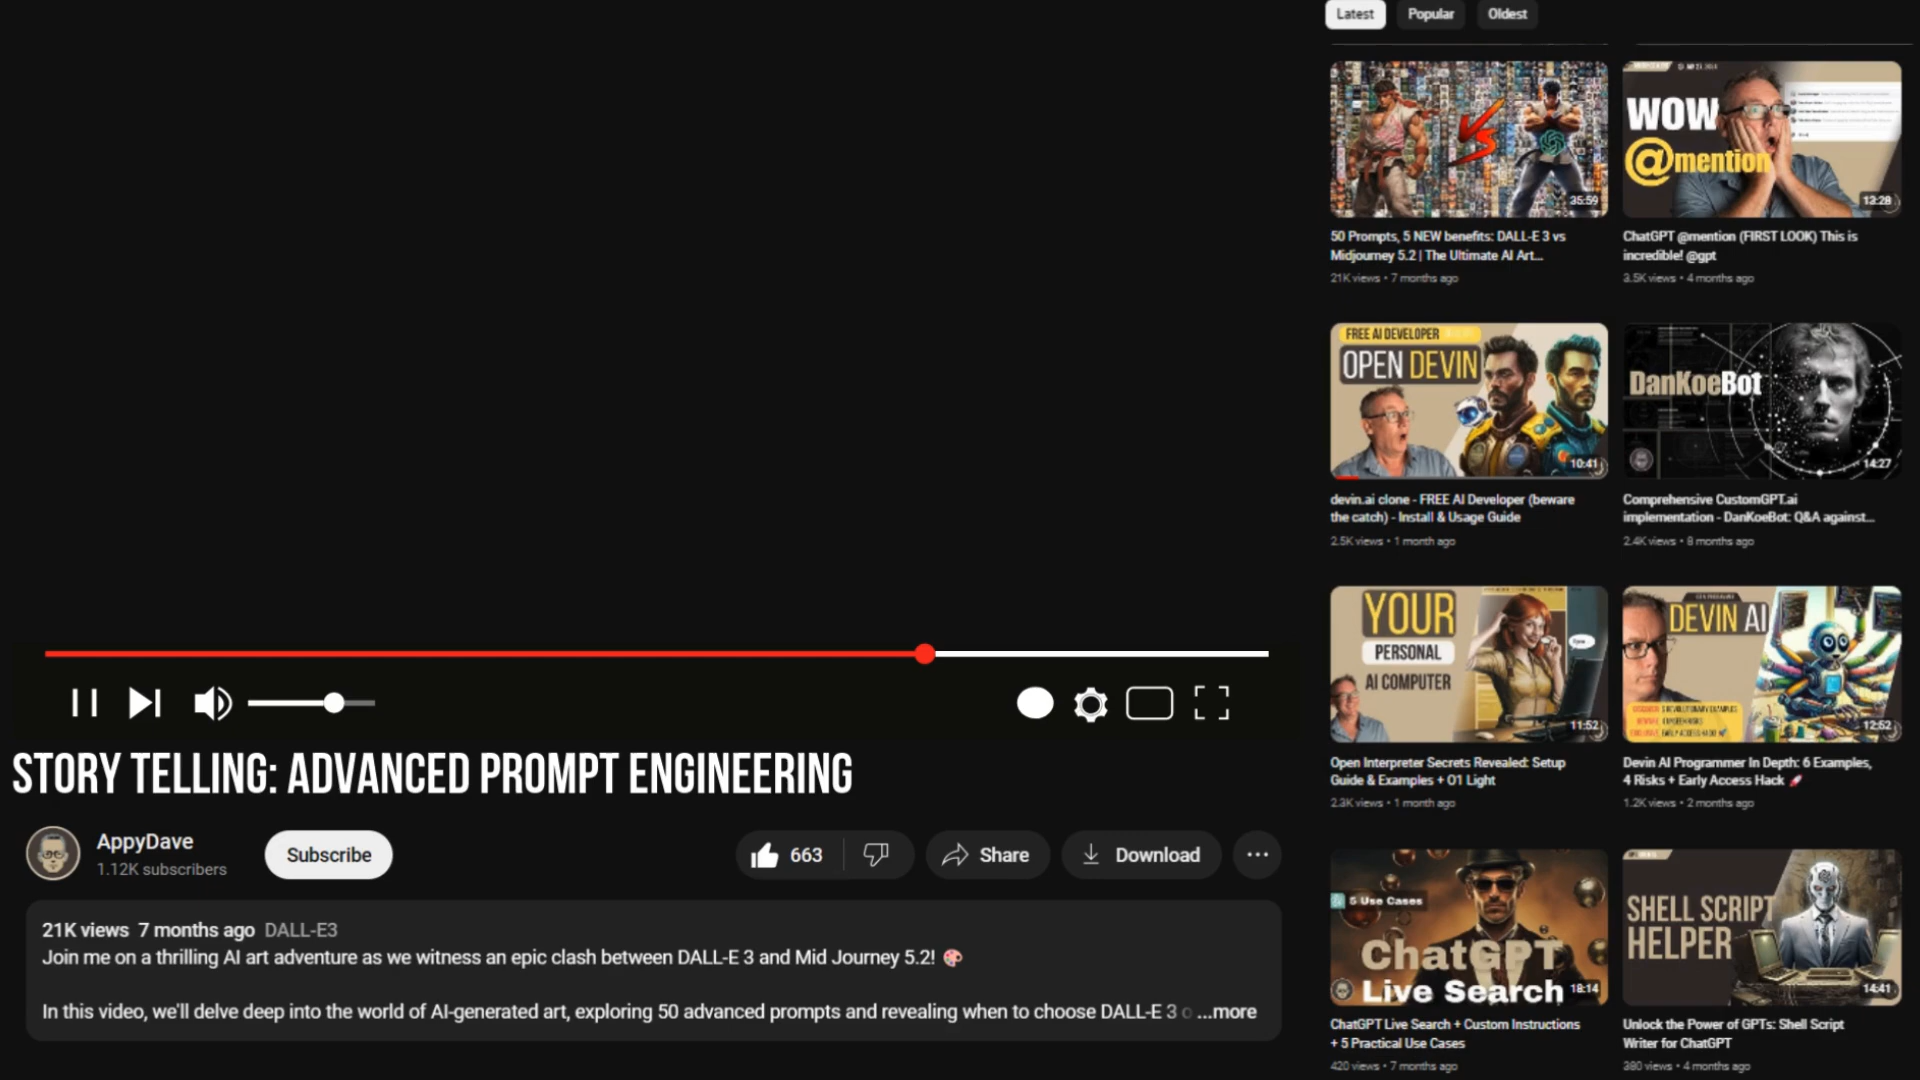 STORY TELLING: ADVANCED PROMPT ENGINEERING
AppyDave
1.12K subscribers
Subscribe
663
Share
Download
21K views 7 months ago DALL-E3
Join me on a thrilling AI art adventure as we witness an epic clash between DALL-E 3 and Mid Journey 5.2!
In this video, we'll delve deep into the world of AI-generated art, exploring 50 advanced prompts and revealing when to choose DALL-E 3 o ...more
Latest
Popular
Oldest
VS
35:59
50 Prompts, 5 NEW benefits: DALL-E 3 vs
Midjourney 5.2 | The Ultimate AI Art...
21K views • 7 months ago
WOW
@mention
13:28
ChatGPT @mention (FIRST LOOK) This is
incredible! @gpt
3.5K views • 4 months ago
FREE AI DEVELOPER
OPEN DEVIN
10:41
devin.ai clone - FREE AI Developer (beware
the catch) - Install & Usage Guide
2.5K views • 1 month ago
DanKoeBot
14:27
Comprehensive CustomGPT.ai
implementation - DanKoeBot: Q&A against...
2.4K views • 8 months ago
YOUR
PERSONAL
AI COMPUTER
11:52
Open Interpreter Secrets Revealed: Setup
Guide & Examples + O1 Light
2.3K views • 1 month ago
DEVIN AI
12:52
Devin AI Programmer In Depth: 6 Examples,
4 Risks + Early Access Hack
1.2K views • 2 months ago
5 Use Cases
ChatGPT
Live Search
18:14
ChatGPT Live Search + Custom Instructions
+ 5 Practical Use Cases
420 views • 7 months ago
SHELL SCRIPT
HELPER
14:41
Unlock the Power of GPTs: Shell Script
Writer for ChatGPT
380 views • 4 months ago